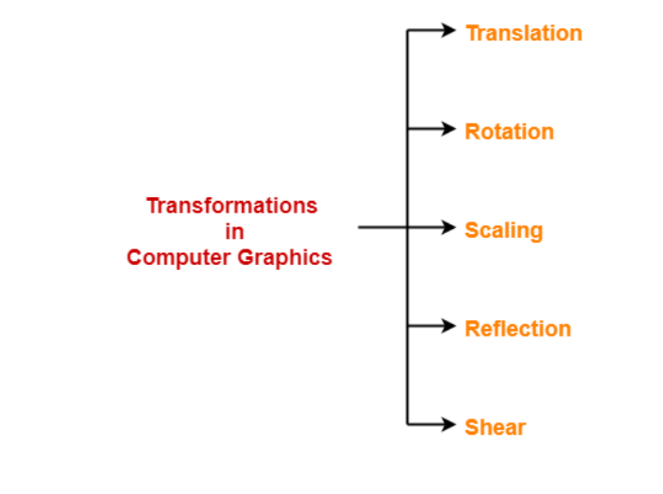 Transformations
in
Computer Graphics
Translation
Rotation
Scaling
Reflection
Shear